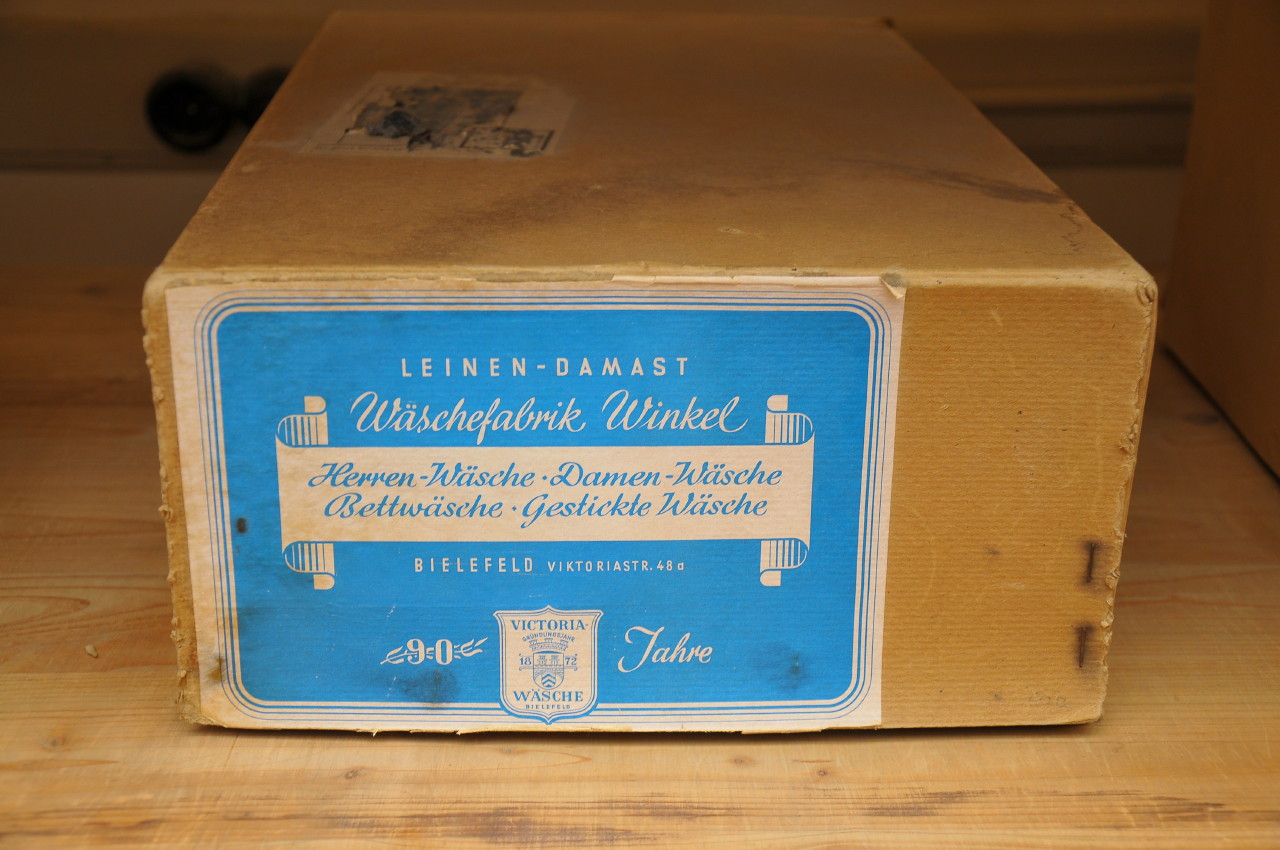 LEINEN-DAMAST
Wäschefabrik Winkel
Herren-Wäsche · Damen-Wäsche
Bettwäsche · Gestickte Wäsche
BIELEFELD VIKTORIASTR. 48 a
90 Jahre
VICTORIA-
GRÜNDUNGSJAHR
18 72
WÄSCHE
BIELEFELD